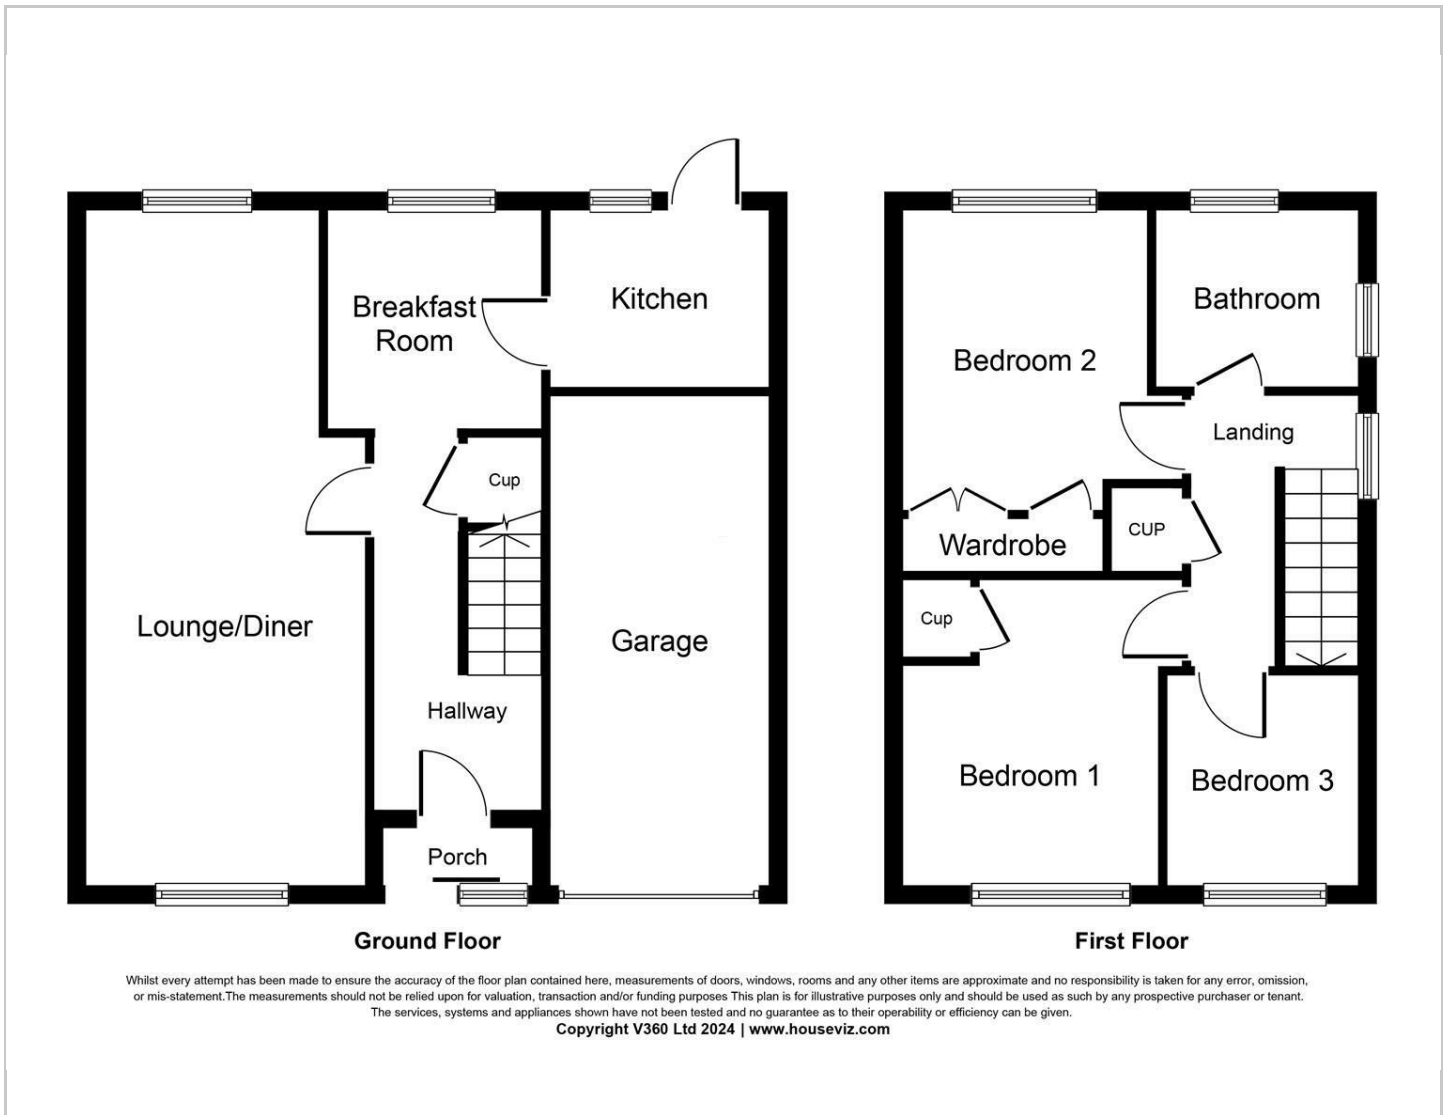 Breakfast
Room
Kitchen
Cup
Lounge/Diner
Garage
Hallway
Porch
Ground Floor
Bathroom
Bedroom 2
Landing
CUP
Wardrobe
Cup
Bedroom 1
Bedroom 3
First Floor
Whilst every attempt has been made to ensure the accuracy of the floor plan contained here, measurements of doors, windows, rooms and any other items are approximate and no responsibility is taken for any error, omission,
or mis-statement.The measurements should not be relied upon for valuation, transaction and/or funding purposes This plan is for illustrative purposes only and should be used as such by any prospective purchaser or tenant.
The services, systems and appliances shown have not been tested and no guarantee as to their operability or efficiency can be given.
Copyright V360 Ltd 2024 | www.houseviz.com